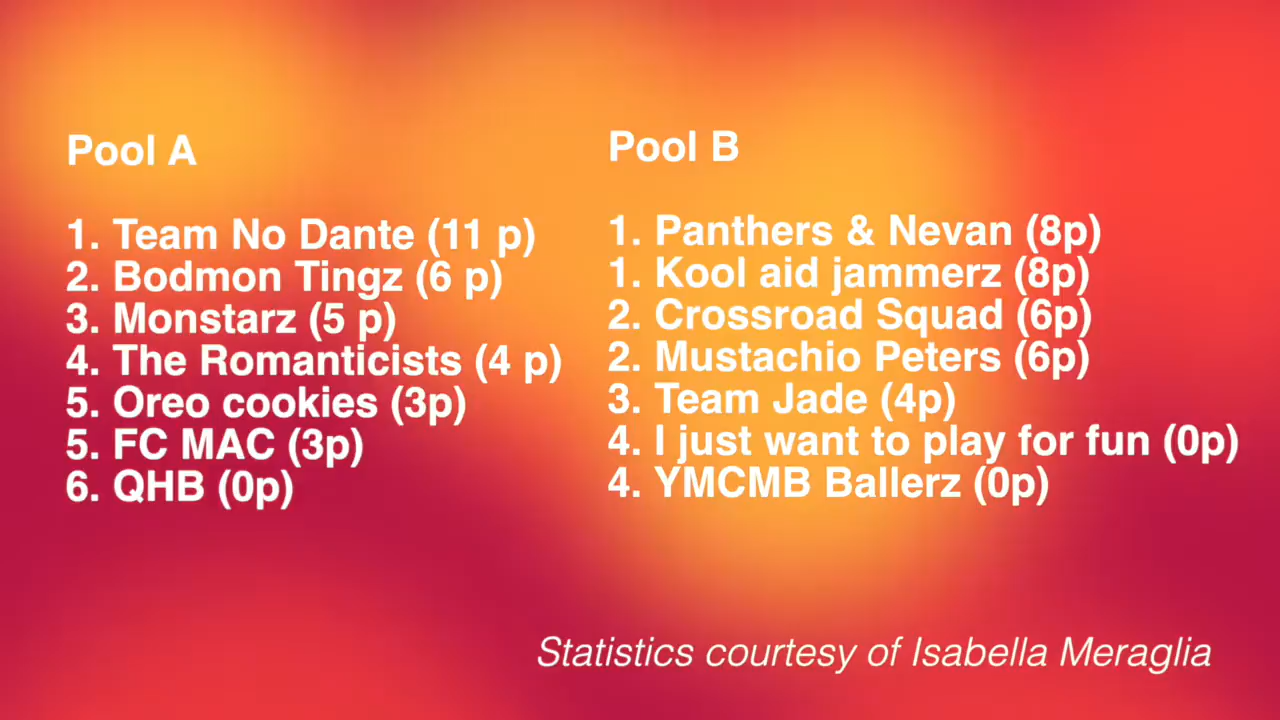 Pool A
1. Team No Dante (11 p)
2. Bodmon Tingz (6 p)
3. Monstarz (5 p)
4. The Romanticists (4 p)
5. Oreo cookies (3p)
5. FC MAC (3p)
6. QHB (0p)
Pool B
1. Panthers & Nevan (8p)
1. Kool aid jammerz (8p)
2. Crossroad Squad (6p)
2. Mustachio Peters (6p)
3. Team Jade (4p)
4. I just want to play for fun (0p)
4. YMCMB Ballerz (0p)
Statistics courtesy of Isabella Meraglia